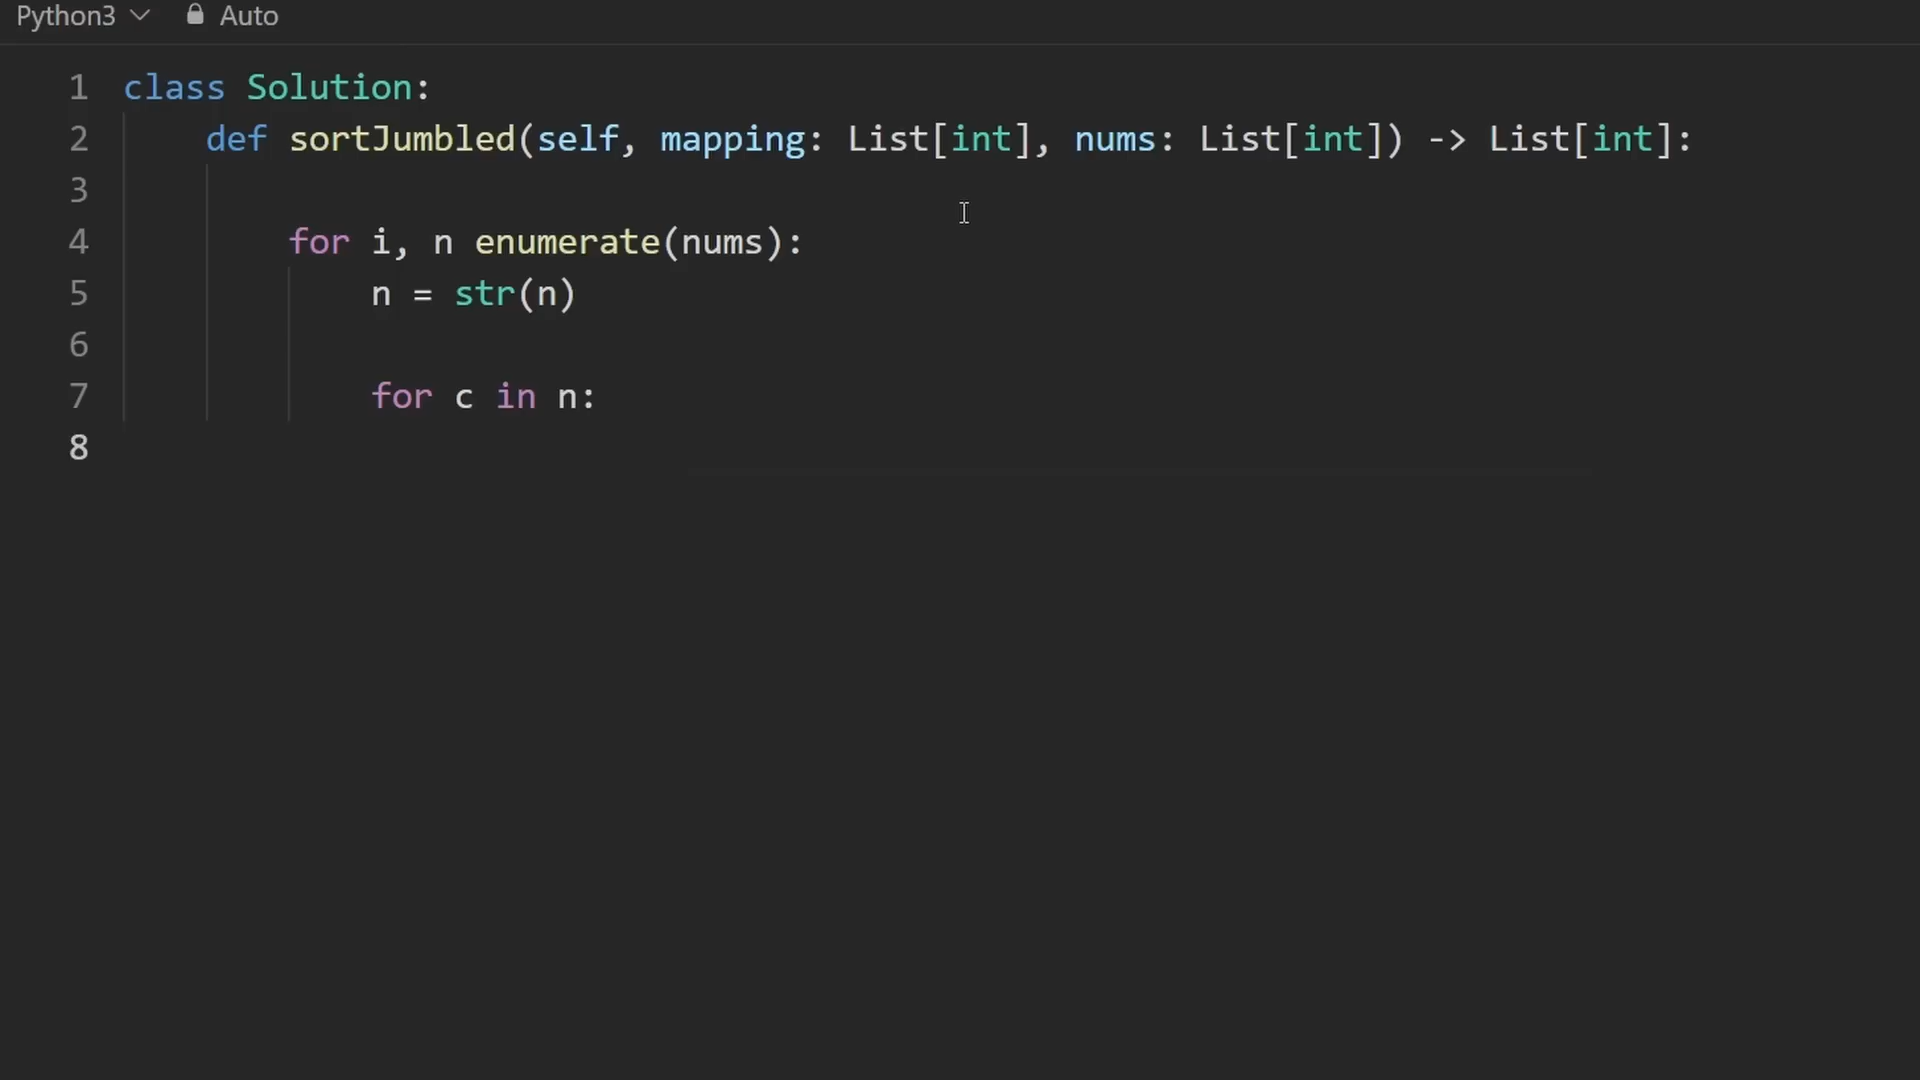 Python3 Auto
1 class Solution:
2 def sortJumbled(self, mapping: List[int], nums: List[int]) -> List[int]:
3
4 for i, n enumerate(nums):
5 n = str(n)
6
7 for c in n:
8